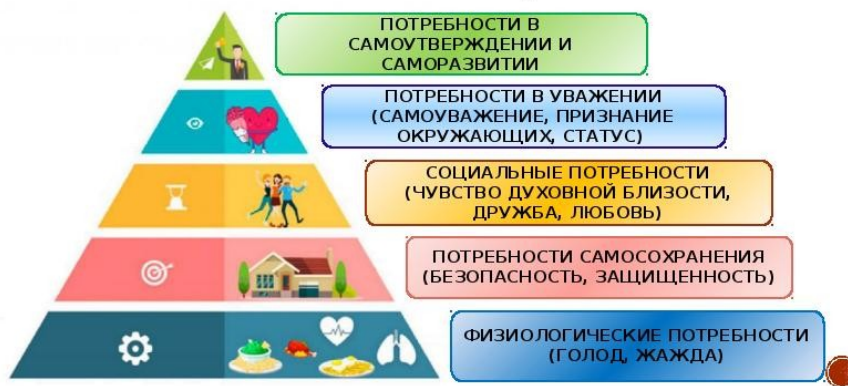 ПОТРЕБНОСТИ В
САМОУТВЕРЖДЕНИИ И
САМОРАЗВИТИИ
ПОТРЕБНОСТИ В УВАЖЕНИИ
(САМОУВАЖЕНИЕ, ПРИЗНАНИЕ
ОКРУЖАЮЩИХ, СТАТУС)
СОЦИАЛЬНЫЕ ПОТРЕБНОСТИ
(ЧУВСТВО ДУХОВНОЙ БЛИЗОСТИ,
ДРУЖБА, ЛЮБОВЬ)
ПОТРЕБНОСТИ САМОСОХРАНЕНИЯ
(БЕЗОПАСНОСТЬ, ЗАЩИЩЕННОСТЬ)
ФИЗИОЛОГИЧЕСКИЕ ПОТРЕБНОСТИ
(ГОЛОД, ЖАЖДА)